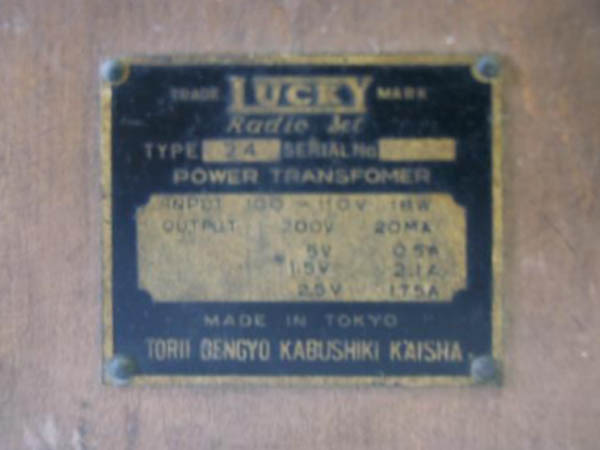 TRADE LUCKY MARK
Radio Set
TYPE 24 SERIAL No
POWER TRANSFOMER
INPUT 100-110V 18W
OUTPUT 200V 20MA
5V 0.5A
1.5V 2.1A
2.5V 1.75A
MADE IN TOKYO
TORII DENGYO KABUSHIKI KAISHA.